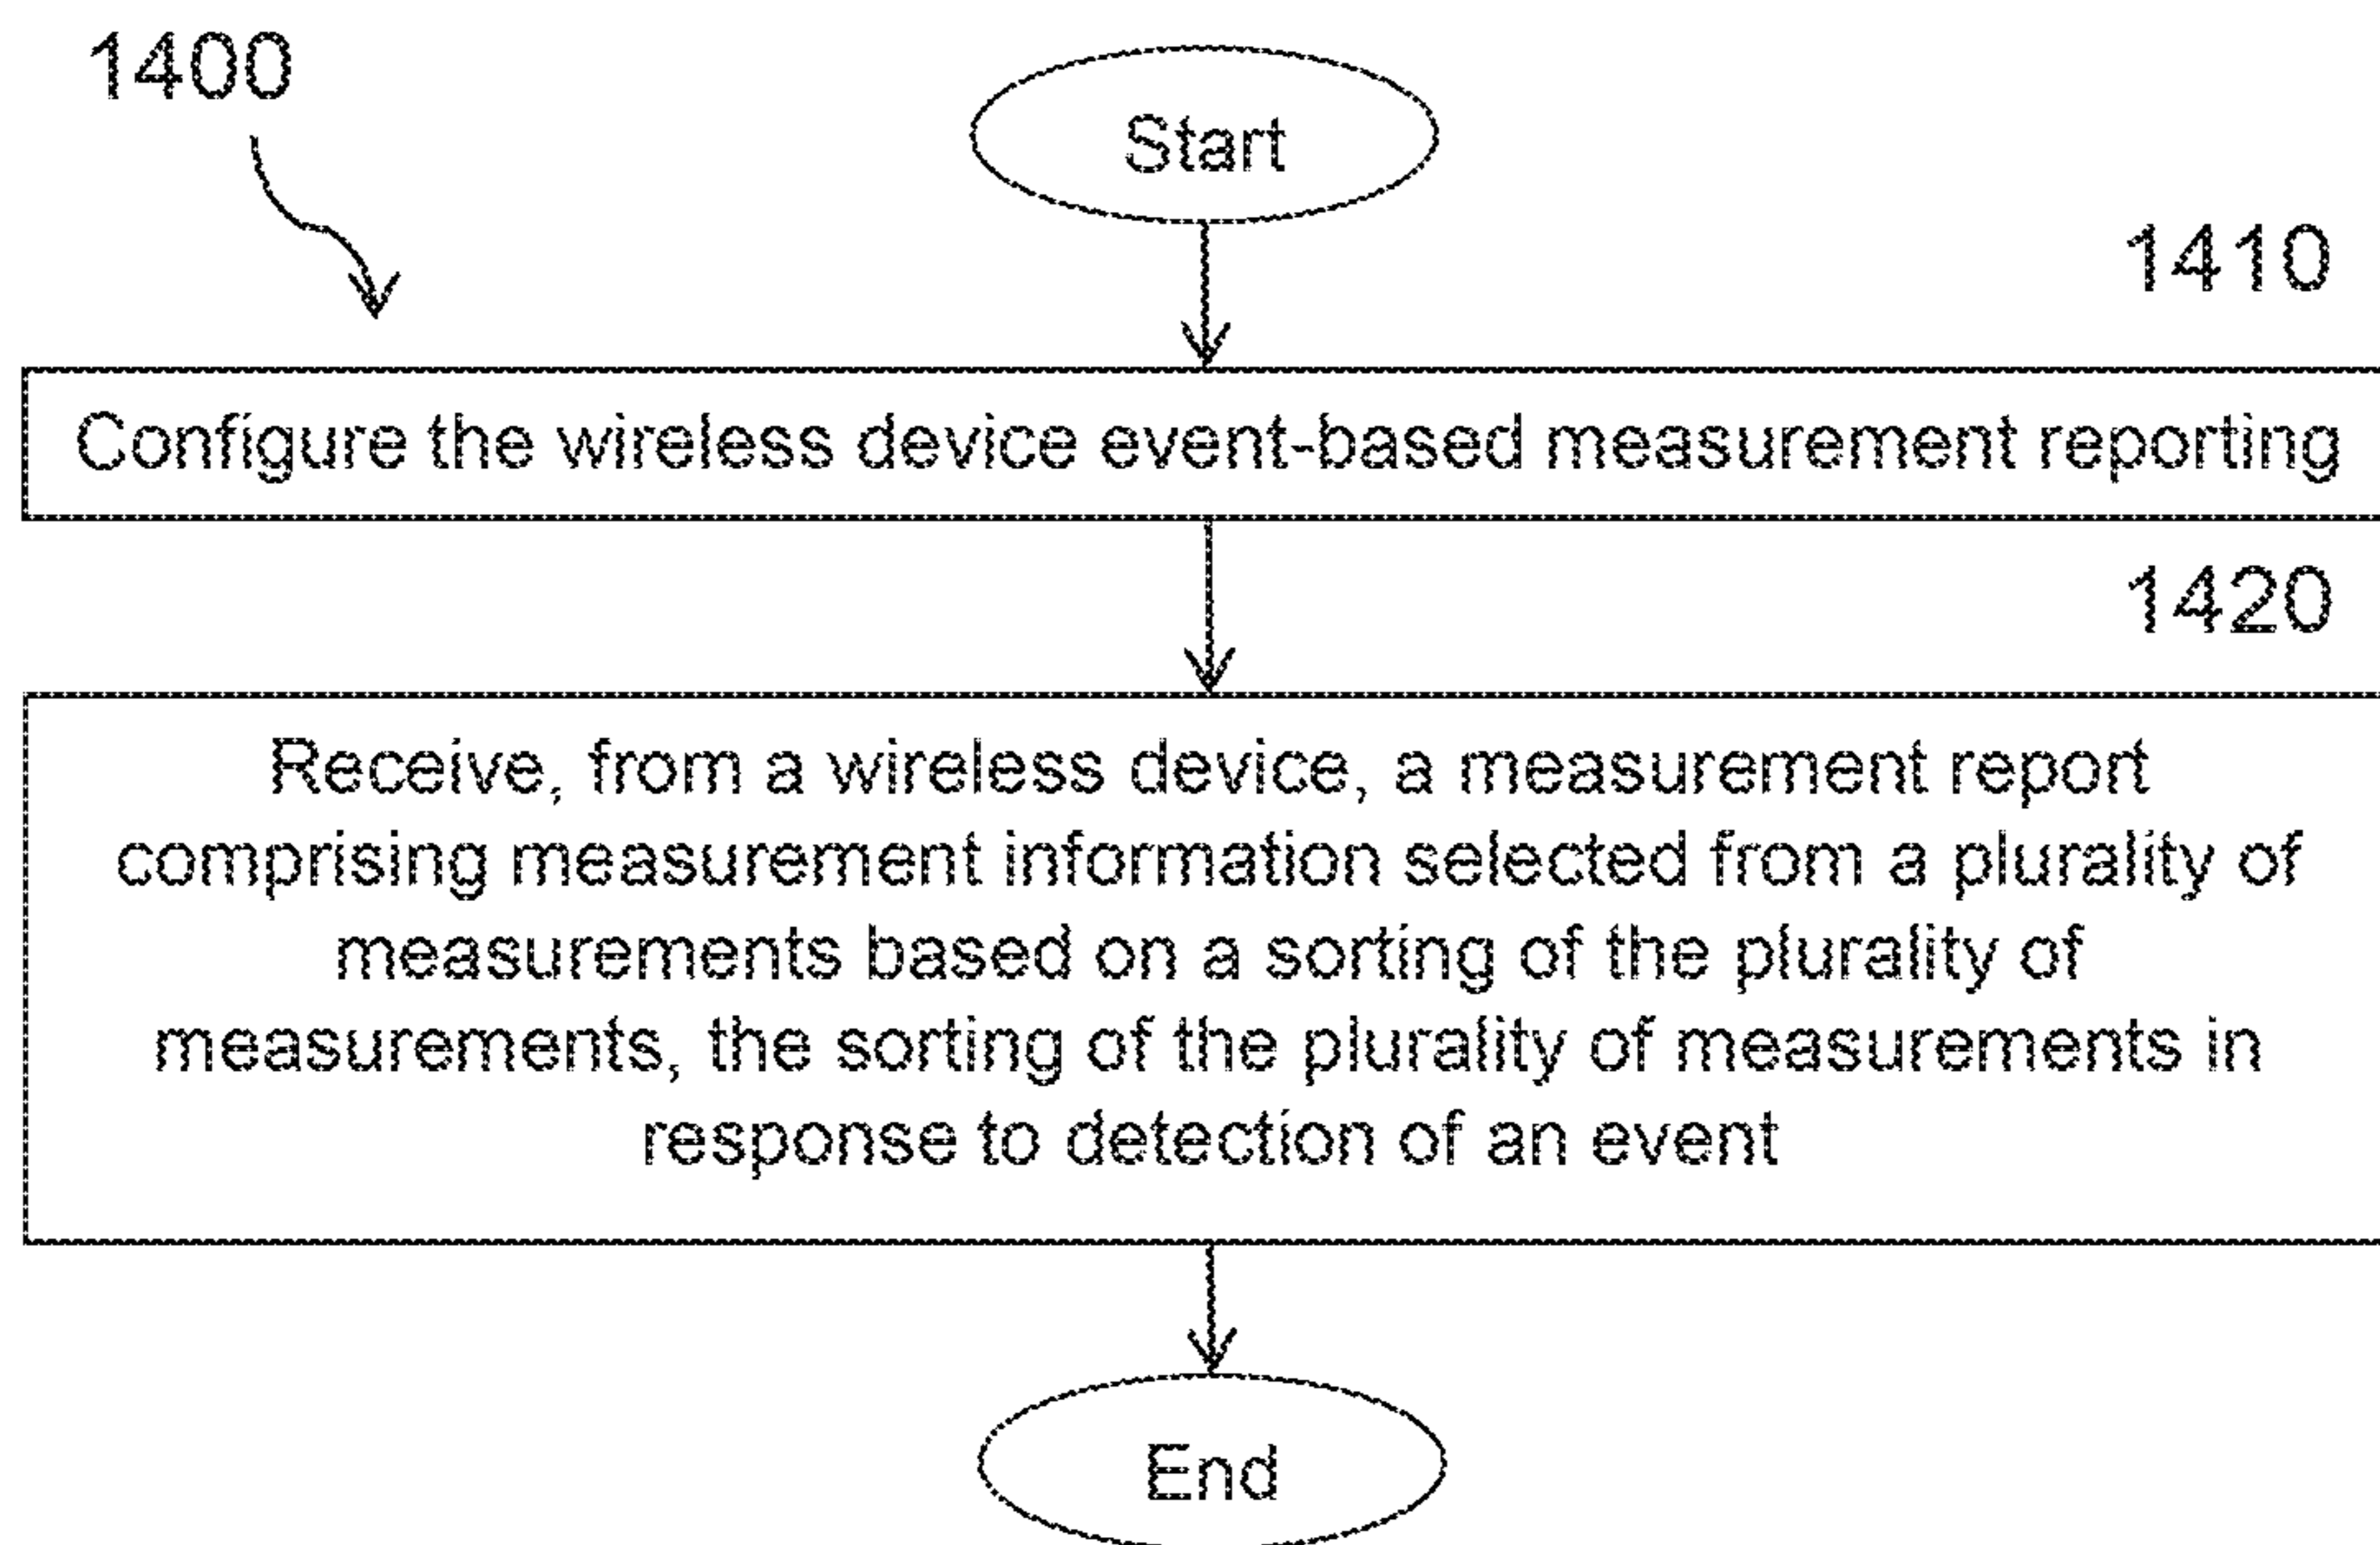 1400
Start
1410
Configure the wireless device event-based measurement reporting
1420
Receive, from a wireless device, a measurement report
comprising measurement information selected from a plurality of
measurements based on a sorting of the plurality of
measurements, the sorting of the plurality of measurements in
response to detection of an event
End